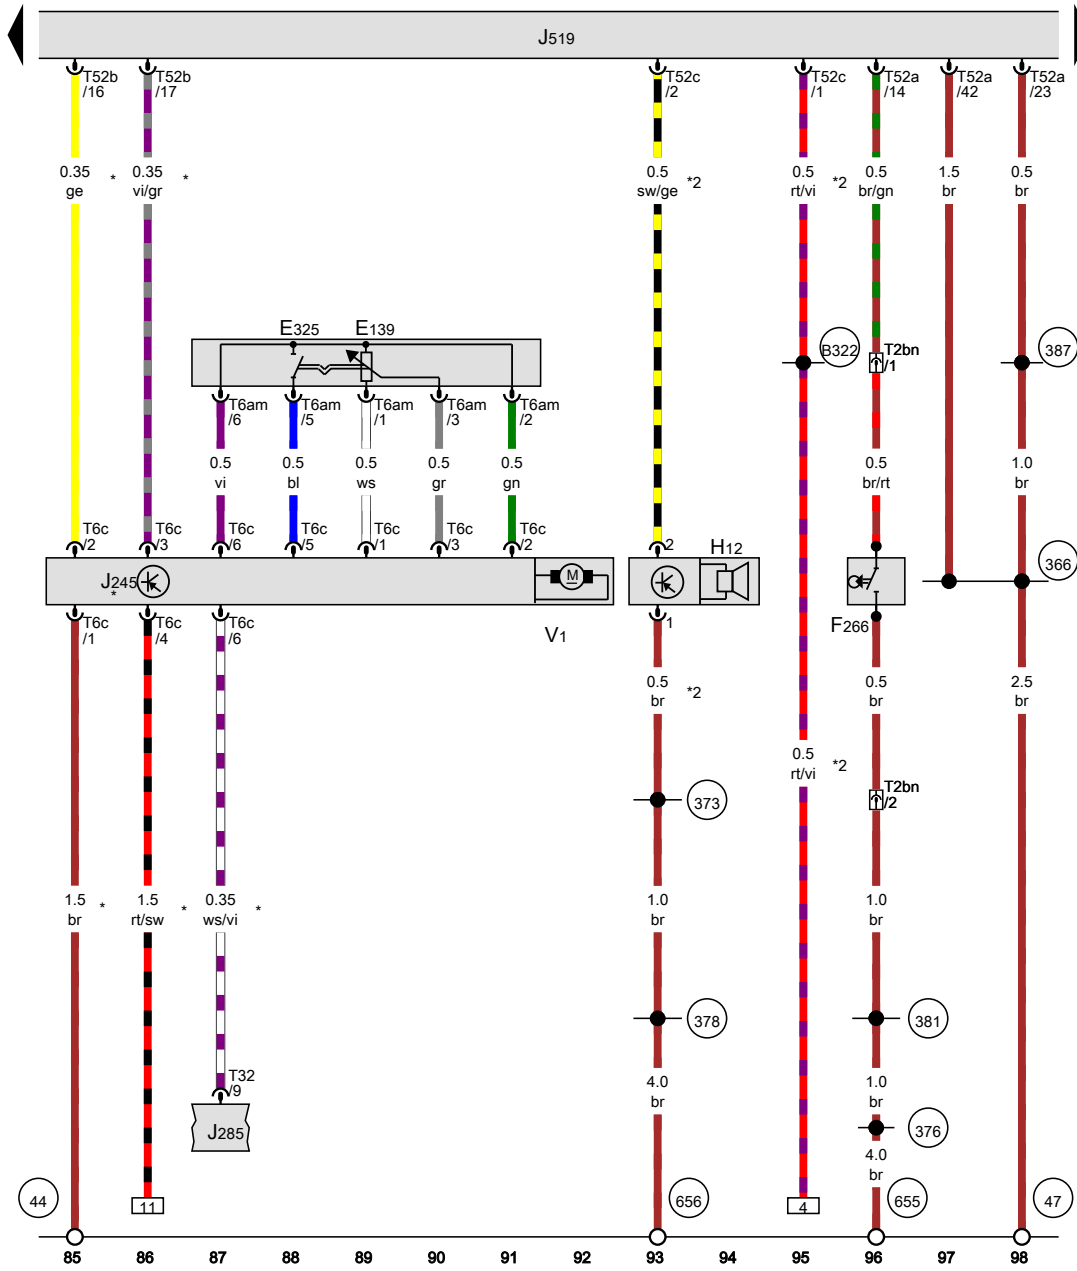 J519
T52b
/16
T52b
/17
T52c
/2
T52c
/1
T52a
/14
T52a
/42
T52a
/23
0.35
ge
*
0.35
vi/gr
*
0.5
sw/ge
*2
0.5
rt/vi
*2
0.5
br/gn
1.5
br
0.5
br
E325
E139
B322
T2bn
/1
387
T6am
/6
T6am
/5
T6am
/1
T6am
/3
T6am
/2
0.5
vi
0.5
bl
0.5
ws
0.5
gr
0.5
gn
0.5
br/rt
1.0
br
T6c
/2
T6c
/3
T6c
/6
T6c
/5
T6c
/1
T6c
/3
T6c
/2
2
H12
366
J245
*
M
V1
F266
T6c
/1
T6c
/4
T6c
/6
1
0.5
br
*2
0.5
br
2.5
br
0.5
rt/vi
*2
373
T2bn
/2
1.5
br
*
1.5
rt/sw
*
0.35
ws/vi
*
1.0
br
1.0
br
378
381
T32
/9
4.0
br
1.0
br
J285
376
4.0
br
44
11
656
4
655
47
85
86
87
88
89
90
91
92
93
94
95
96
97
98